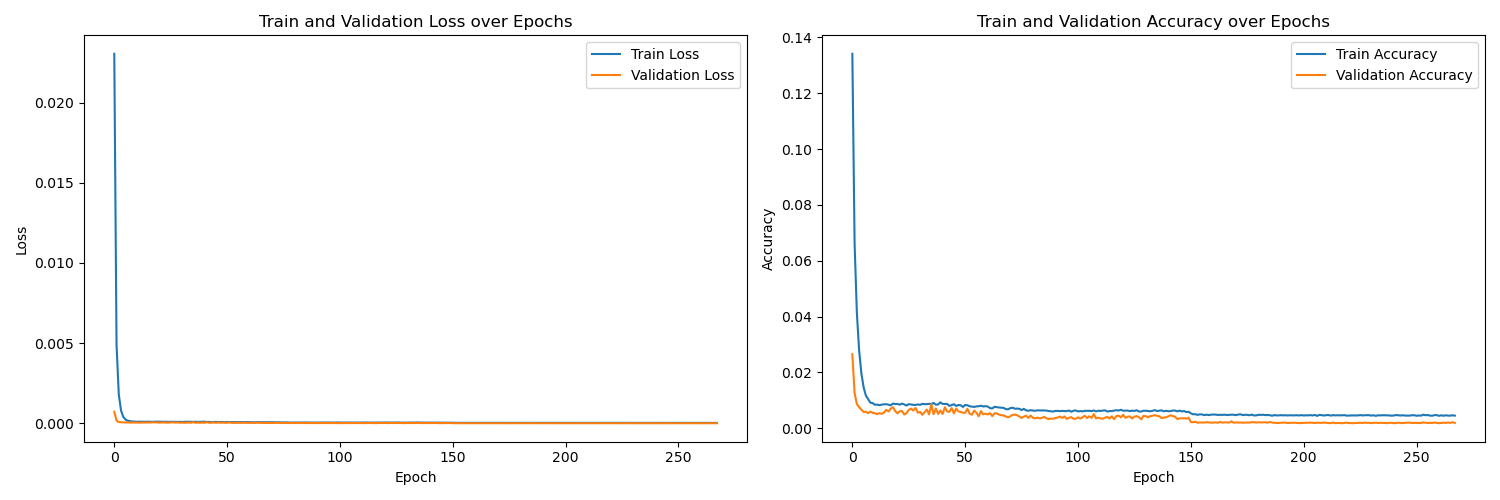 Train and Validation Loss over Epochs
Train Loss
Validation Loss
0.020
0.015
0.010
0.005
0.000
Loss
0
50
100
150
200
250
Epoch
Train and Validation Accuracy over Epochs
Train Accuracy
Validation Accuracy
0.14
0.12
0.10
0.08
0.06
0.04
0.02
0.00
Accuracy
0
50
100
150
200
250
Epoch